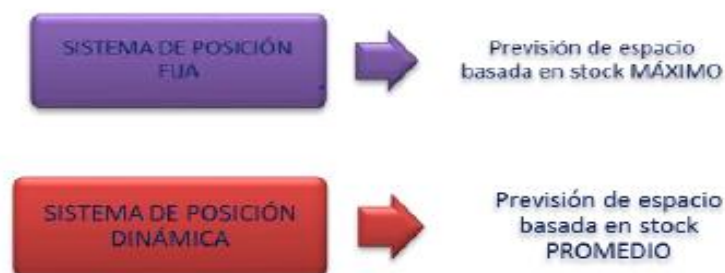 SISTEMA DE POSICIÓN
FIJA
Previsión de espacio
basada en stock MÁXIMO
SISTEMA DE POSICIÓN
DINÁMICA
Previsión de espacio
basada en stock
PROMEDIO